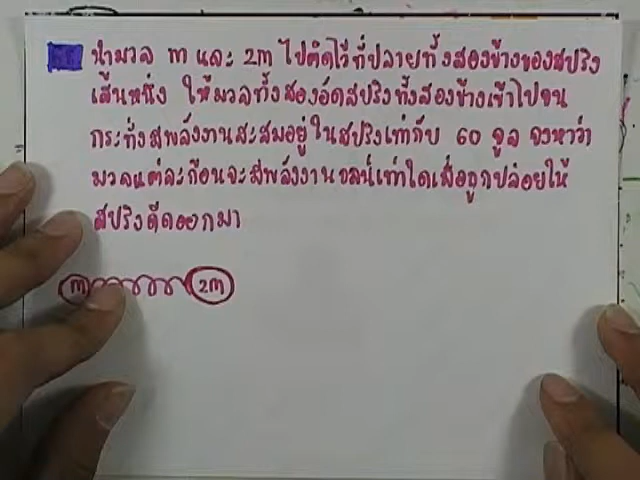 นำมวล m และ 2m ไปติดไว้ที่ปลายทั้งสองข้างของสปริง
เส้นหนึ่ง ให้มวลทั้งสองอัดสปริงทั้งสองข้างเข้าไปจน
กระทั่งมีพลังงานสะสมอยู่ในสปริงเท่ากับ 60 จูล จงหาว่า
มวลแต่ละก้อนจะมีพลังงานจลน์เท่าใดเมื่อถูกปล่อยให้
สปริงดีดออกมา
m 2m